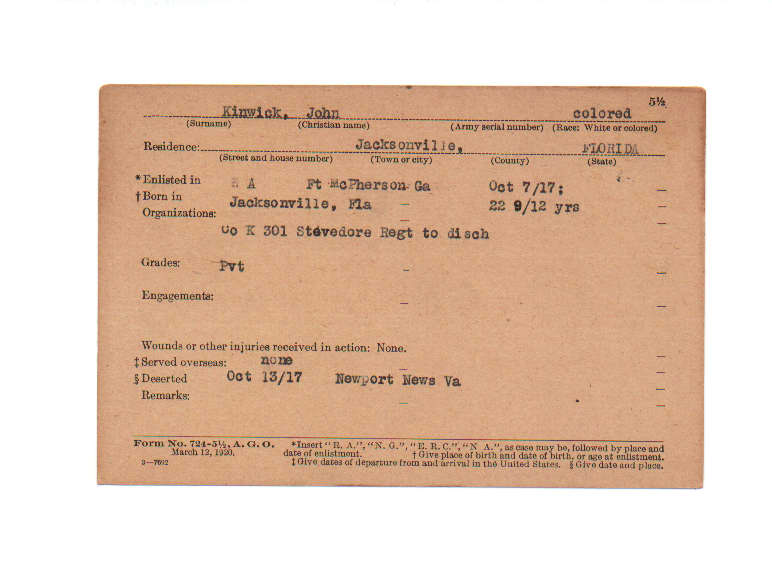 5½
Kinwick, John colored
(Surname) (Christian name) (Army serial number) (Race: White or colored)
Residence: Jacksonville, FLORIDA
(Street and house number) (Town or city) (County) (State)
*Enlisted in R A Ft McPherson Ga Oct 7/17;
†Born in Jacksonville, Fla 22 9/12 yrs
Organizations:
Co K 301 Stevedore Regt to disch
Grades: Pvt
Engagements:
Wounds or other injuries received in action: None.
‡Served overseas: none
§Deserted Oct 13/17 Newport News Va
Remarks:
Form No. 724-5½, A. G. O. *Insert "R. A.", "N. G.", "E. R. C.", "N A.", as case may be, followed by place and
March 12, 1920. date of enlistment. †Give place of birth and date of birth, or age at enlistment.
3—7692 ‡Give dates of departure from and arrival in the United States. §Give date and place.